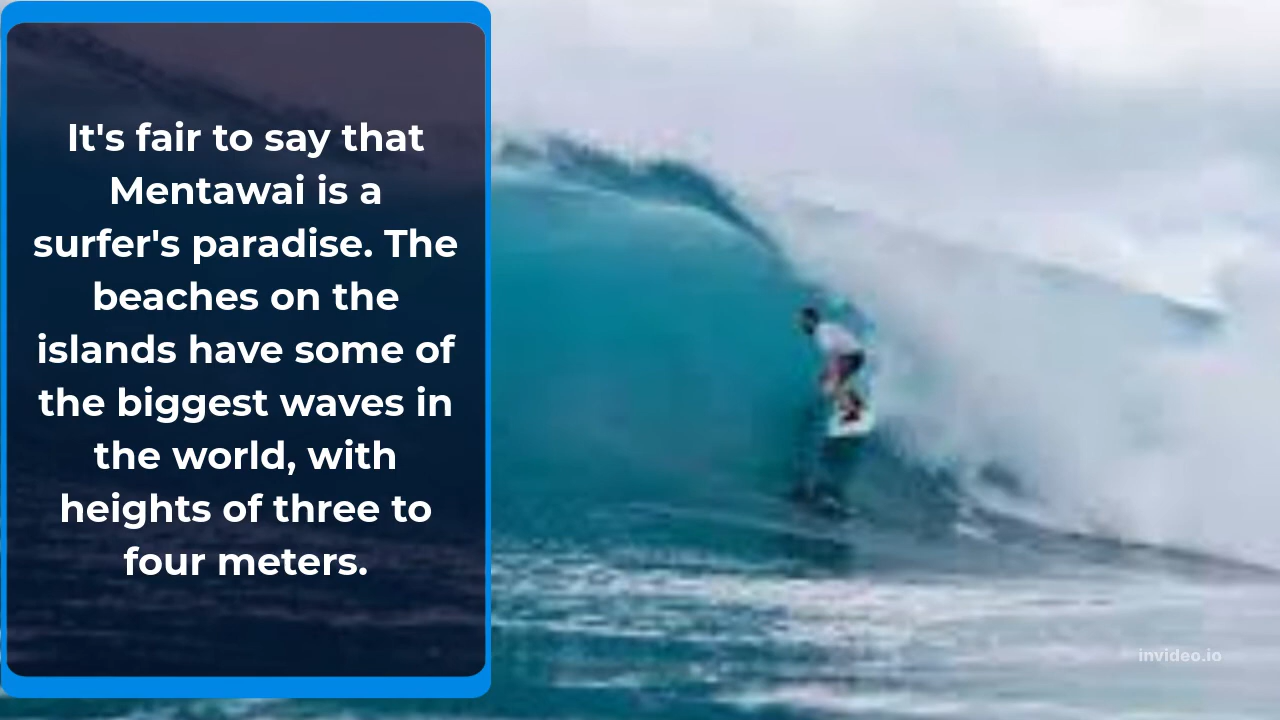 It's fair to say that
Mentawai is a
surfer's paradise. The
beaches on the
islands have some of
the biggest waves in
the world, with
heights of three to
four meters.
invideo.io